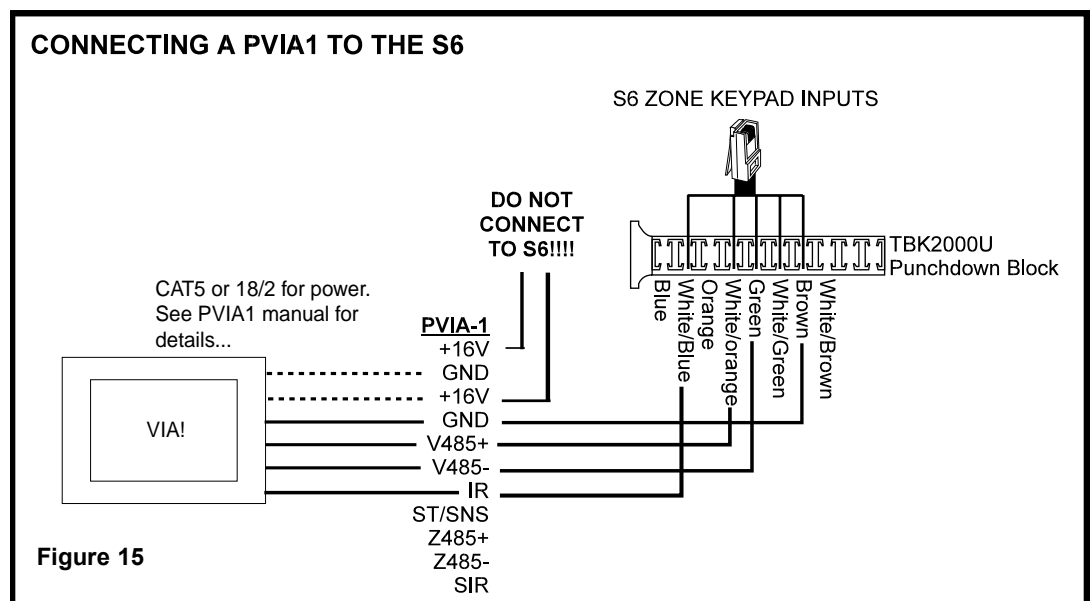 CONNECTING A PVIA1 TO THE S6
S6 ZONE KEYPAD INPUTS
DO NOT
CONNECT
TO S6!!!!
TBK2000U
Punchdown Block
Blue
White/Blue
Orange
White/orange
Green
White/Green
Brown
White/Brown
CAT5 or 18/2 for power.
See PVIA1 manual for
details...
PVIA-1
+16V
GND
+16V
GND
V485+
V485-
IR
ST/SNS
Z485+
Z485-
SIR
VIA!
Figure 15